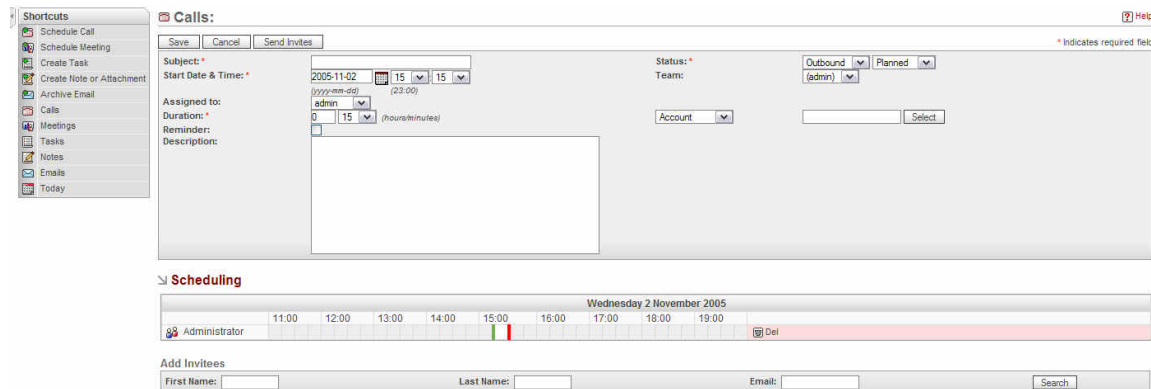 Shortcuts
Schedule Call
Schedule Meeting
Create Task
Create Note or Attachment
Archive Email
Calls
Meetings
Tasks
Notes
Emails
Today
Calls:
? Help
Save Cancel Send Invites
* Indicates required field
Subject: * Status: * Outbound Planned
Start Date & Time: * 2005-11-02 15 : 15 Team: (admin)
(yyyy-mm-dd) (23:00)
Assigned to: admin
Duration: * 0 15 (hours/minutes) Account Select
Reminder:
Description:
Scheduling
Wednesday 2 November 2005
11:00 12:00 13:00 14:00 15:00 16:00 17:00 18:00 19:00
Administrator Del
Add Invitees
First Name: Last Name: Email: Search